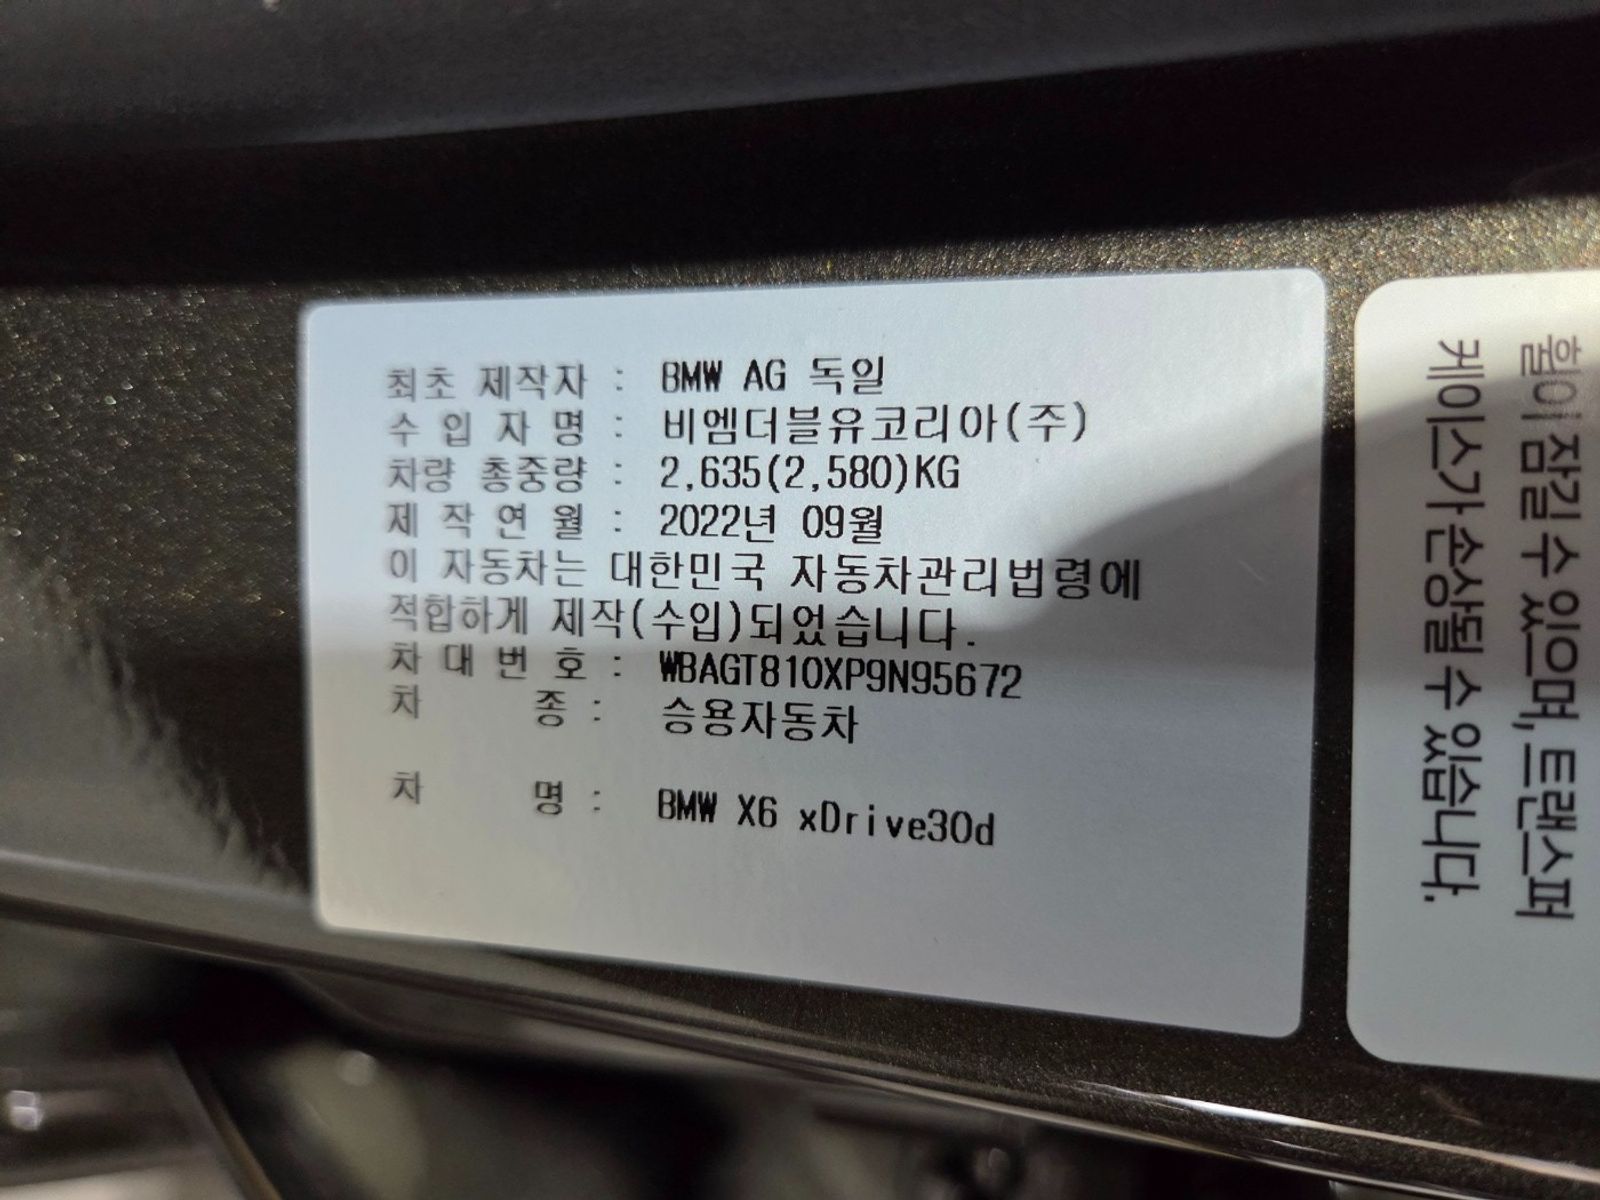 최초 제작자 : BMW AG 독일
수 입 자 명 : 비엠더블유코리아(주)
차량 총중량 : 2,635(2,580)KG
제 작 연 월 : 2022년 09월
이 자동차는 대한민국 자동차관리법령에
적합하게 제작(수입)되었습니다.
차 대 번 호 : WBAGT810XP9N95672
차 종 : 승용자동차
차 명 : BMW X6 xDrive30d
휠이 잠길 수 있으며, 트랜스퍼
케이스가 손상될 수 있습니다.